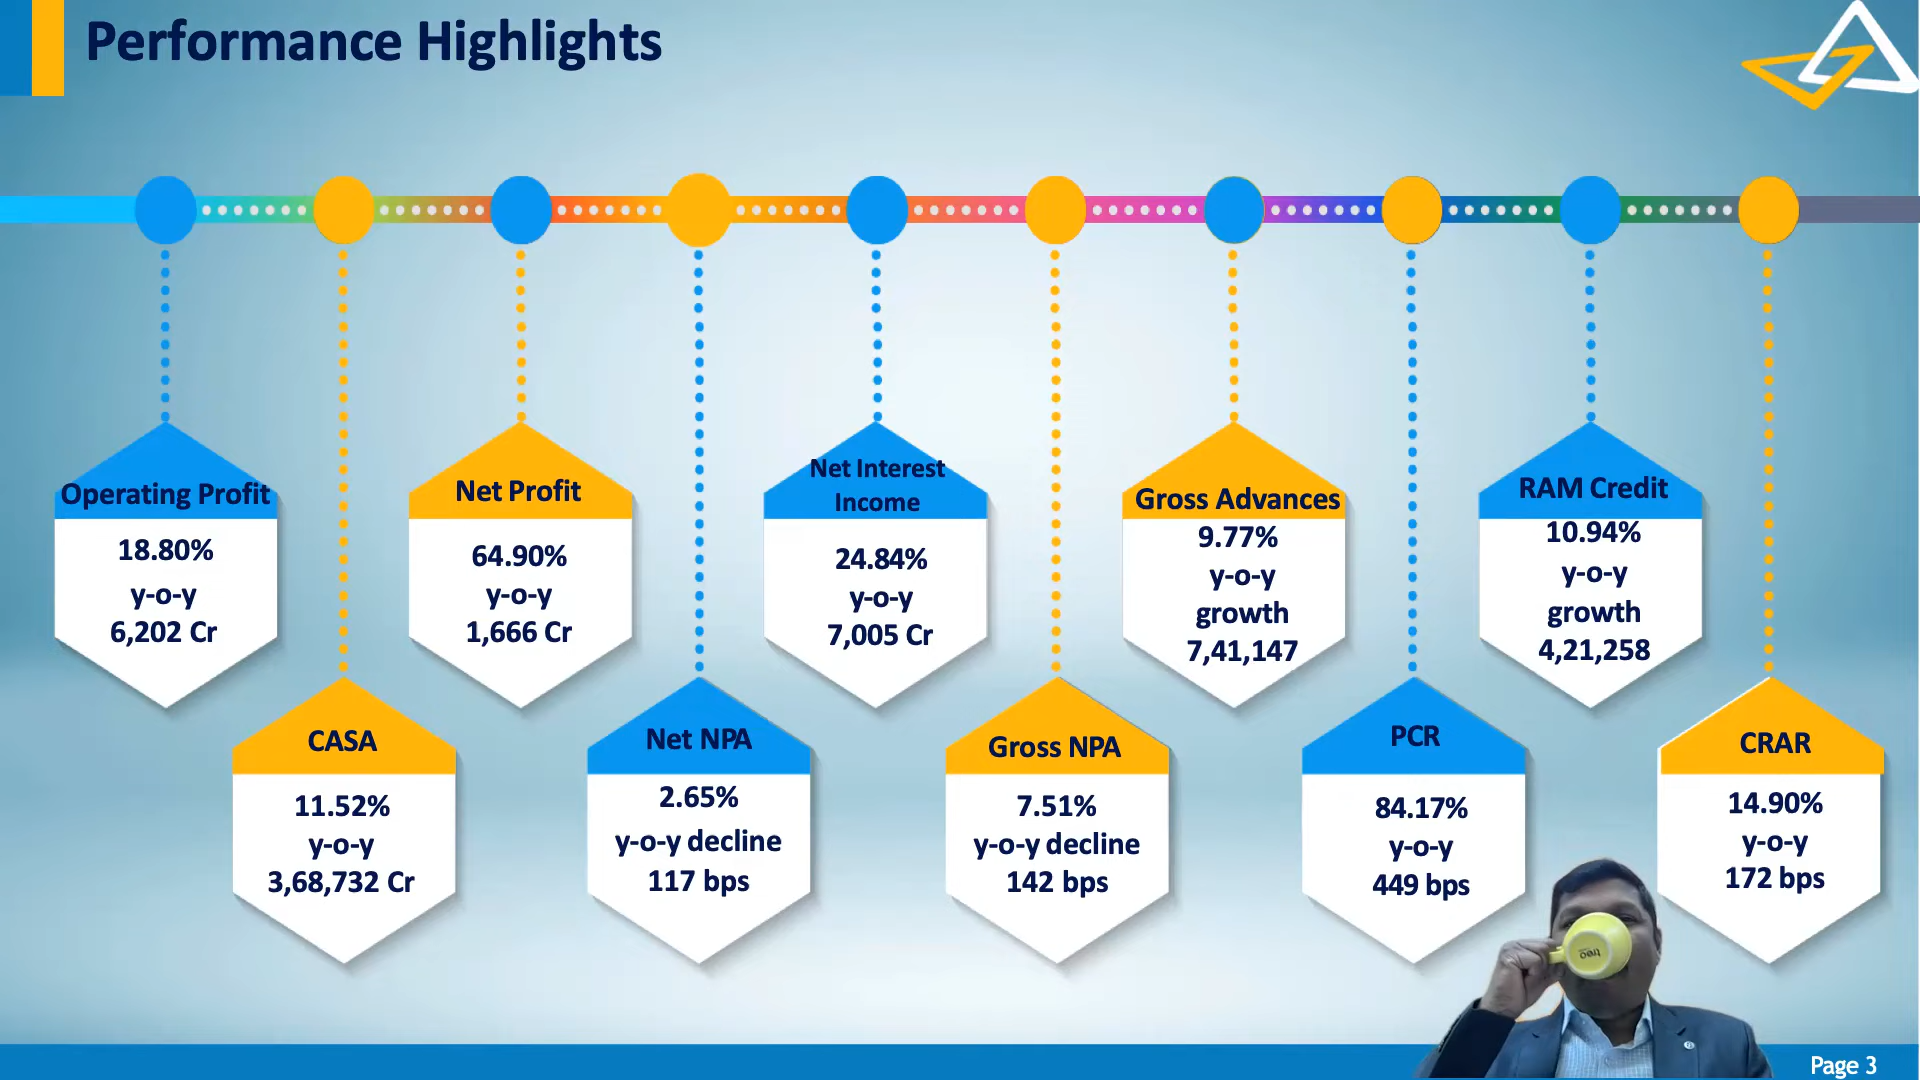 Performance Highlights
Operating Profit
18.80%
y-o-y
6,202 Cr
CASA
11.52%
y-o-y
3,68,732 Cr
Net Profit
64.90%
y-o-y
1,666 Cr
Net NPA
2.65%
y-o-y decline
117 bps
Net Interest
Income
24.84%
y-o-y
7,005 Cr
Gross NPA
7.51%
y-o-y decline
142 bps
Gross Advances
9.77%
y-o-y
growth
7,41,147
PCR
84.17%
y-o-y
449 bps
RAM Credit
10.94%
y-o-y
growth
4,21,258
CRAR
14.90%
y-o-y
172 bps
Page 3